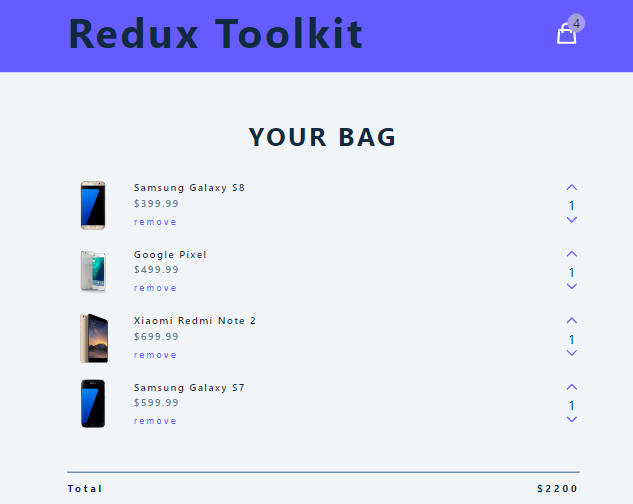 Redux Toolkit
4
YOUR BAG
Samsung Galaxy S8
$399.99
remove
1
Google Pixel
$499.99
remove
1
Xiaomi Redmi Note 2
$699.99
remove
1
Samsung Galaxy S7
$599.99
remove
1
Total $2200